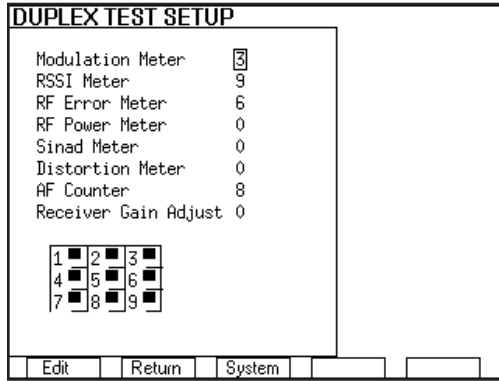 DUPLEX TEST SETUP
Modulation Meter 3
RSSI Meter 9
RF Error Meter 6
RF Power Meter 0
Sinad Meter 0
Distortion Meter 0
AF Counter 8
Receiver Gain Adjust 0
1 2 3
4 5 6
7 8 9
Edit Return System